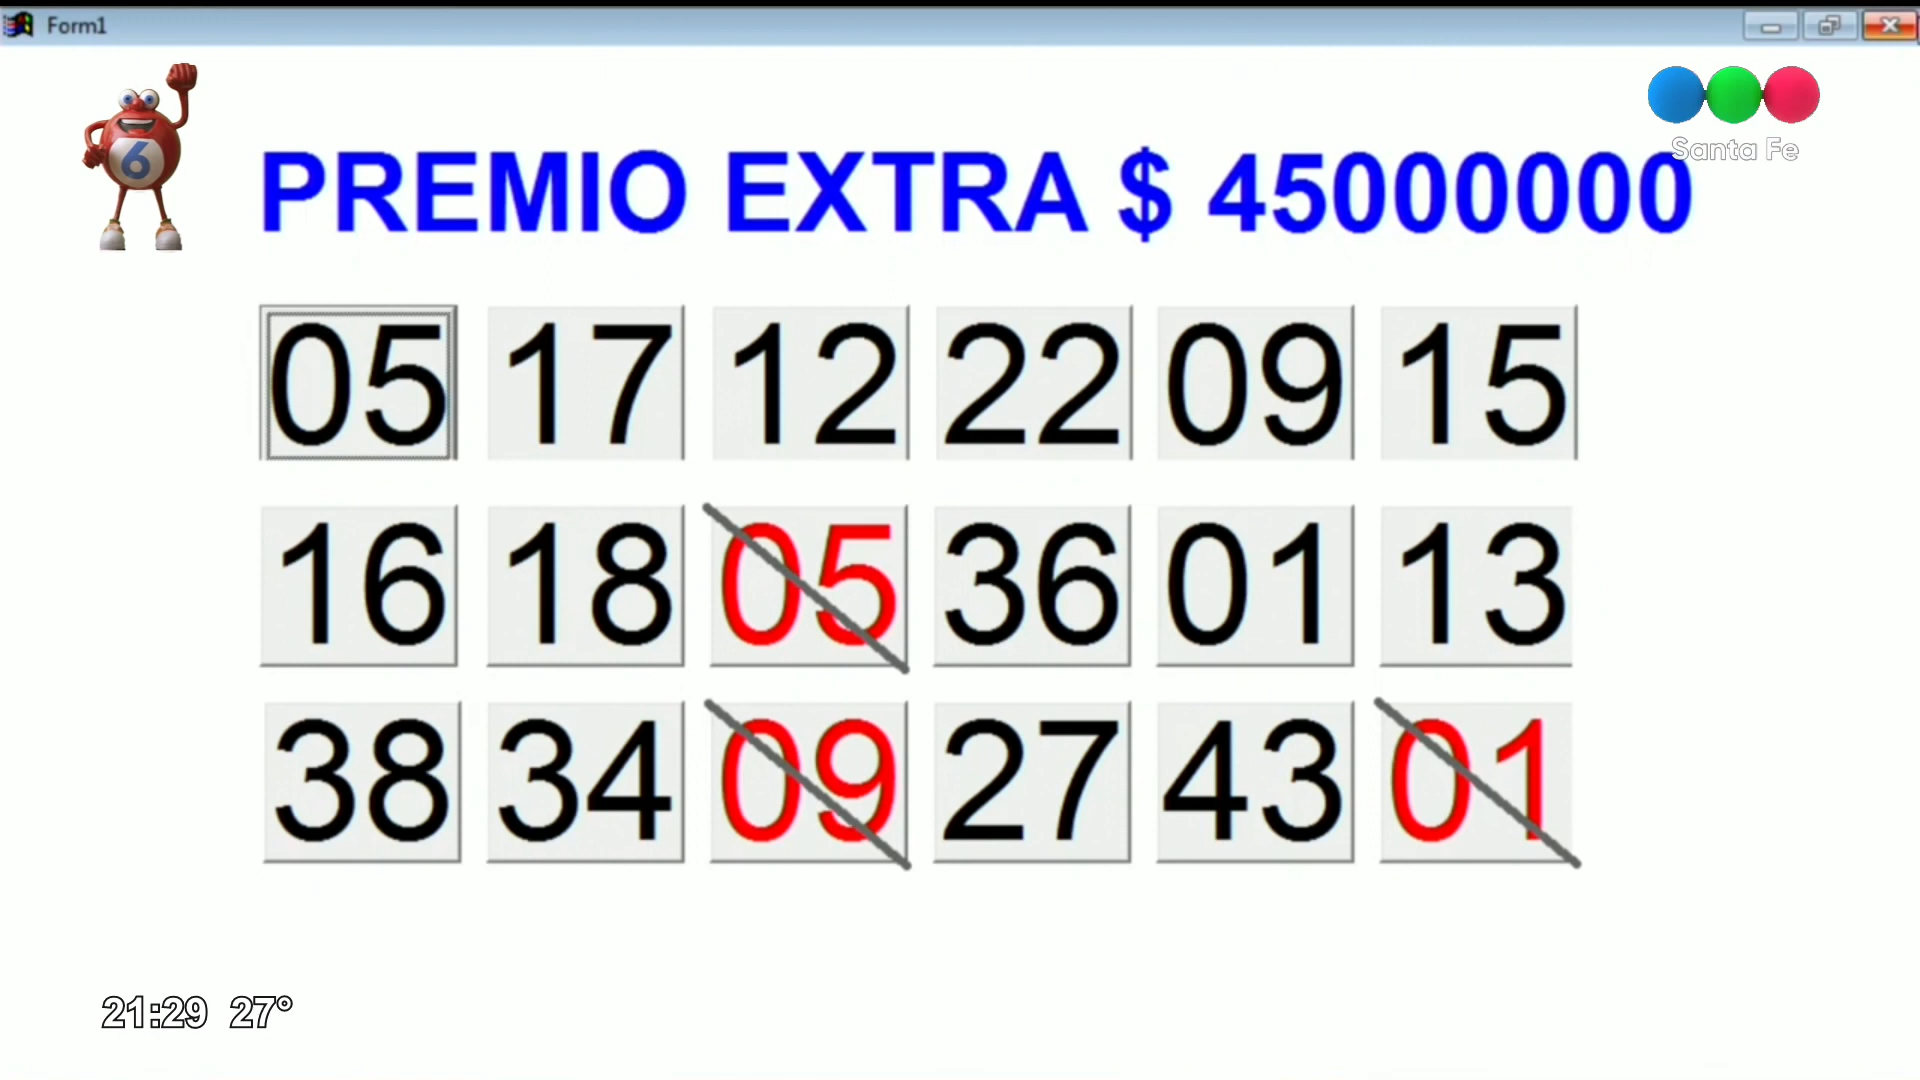 Form1
Santa Fe
6
PREMIO EXTRA $ 45000000
05 17 12 22 09 15
16 18 05 36 01 13
38 34 09 27 43 01
21:29 27°